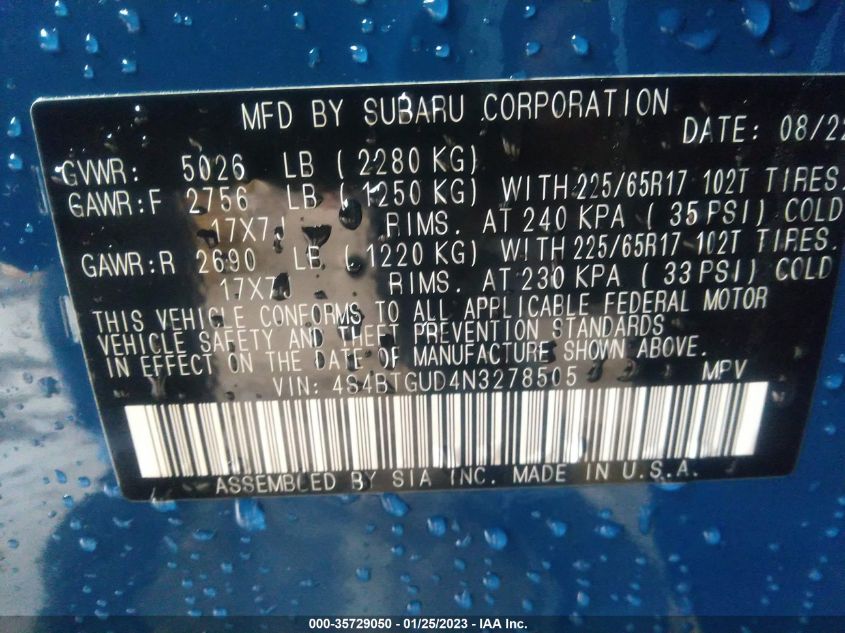 MFD BY SUBARU CORPORATION
DATE: 08/22
GVWR: 5026 LB ( 2280 KG)
GAWR:F 2756 LB ( 1250 KG) WITH 225/65R17 102T TIRES.
17X7J RIMS. AT 240 KPA ( 35 PSI) COLD
GAWR:R 2690 LB ( 1220 KG) WITH 225/65R17 102T TIRES.
17X7J RIMS. AT 230 KPA ( 33 PSI) COLD
THIS VEHICLE CONFORMS TO ALL APPLICABLE FEDERAL MOTOR
VEHICLE SAFETY AND THEFT PREVENTION STANDARDS
IN EFFECT ON THE DATE OF MANUFACTURE SHOWN ABOVE.
VIN: 4S4BTGUD4N3278505 MPV
ASSEMBLED BY SIA INC. MADE IN U.S.A.
000-35729050 - 01/25/2023 - IAA Inc.